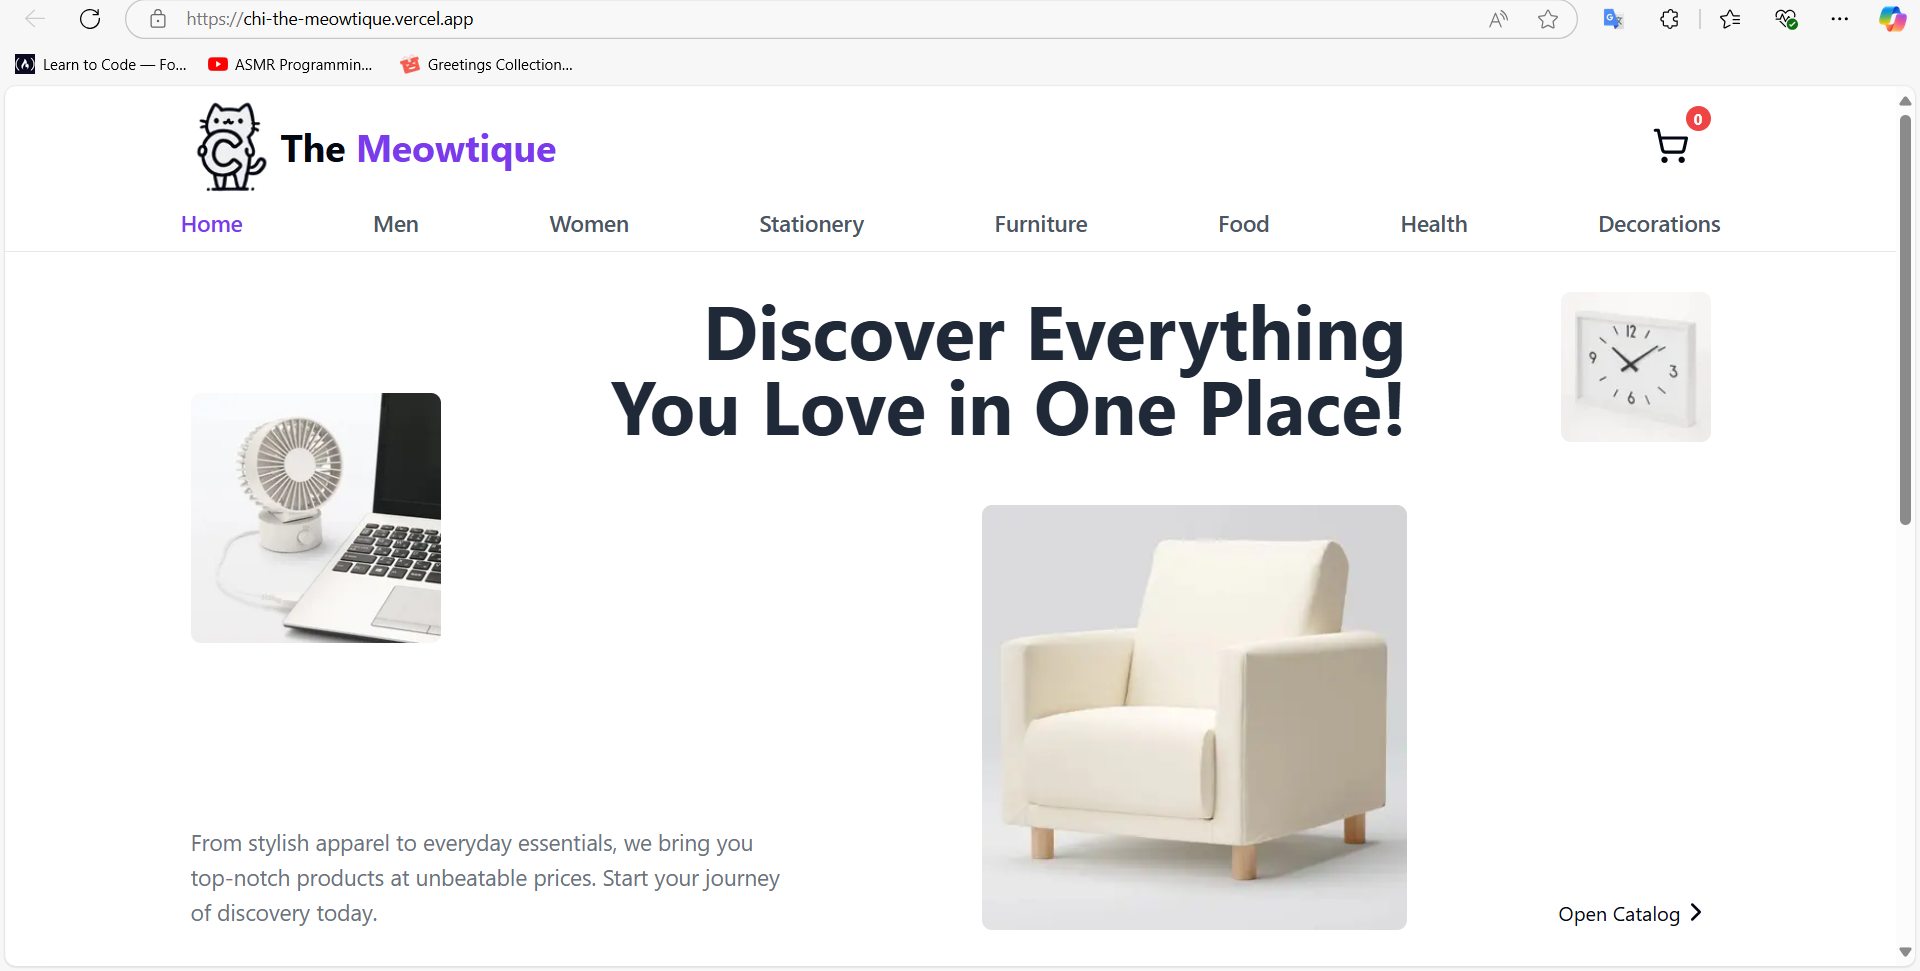 https://chi-the-meowtique.vercel.app
Learn to Code — Fo...
ASMR Programmin...
Greetings Collection...
C
The Meowtique
0
Home
Men
Women
Stationery
Furniture
Food
Health
Decorations
Discover Everything
You Love in One Place!
12
9
3
6
From stylish apparel to everyday essentials, we bring you
top-notch products at unbeatable prices. Start your journey
of discovery today.
Open Catalog